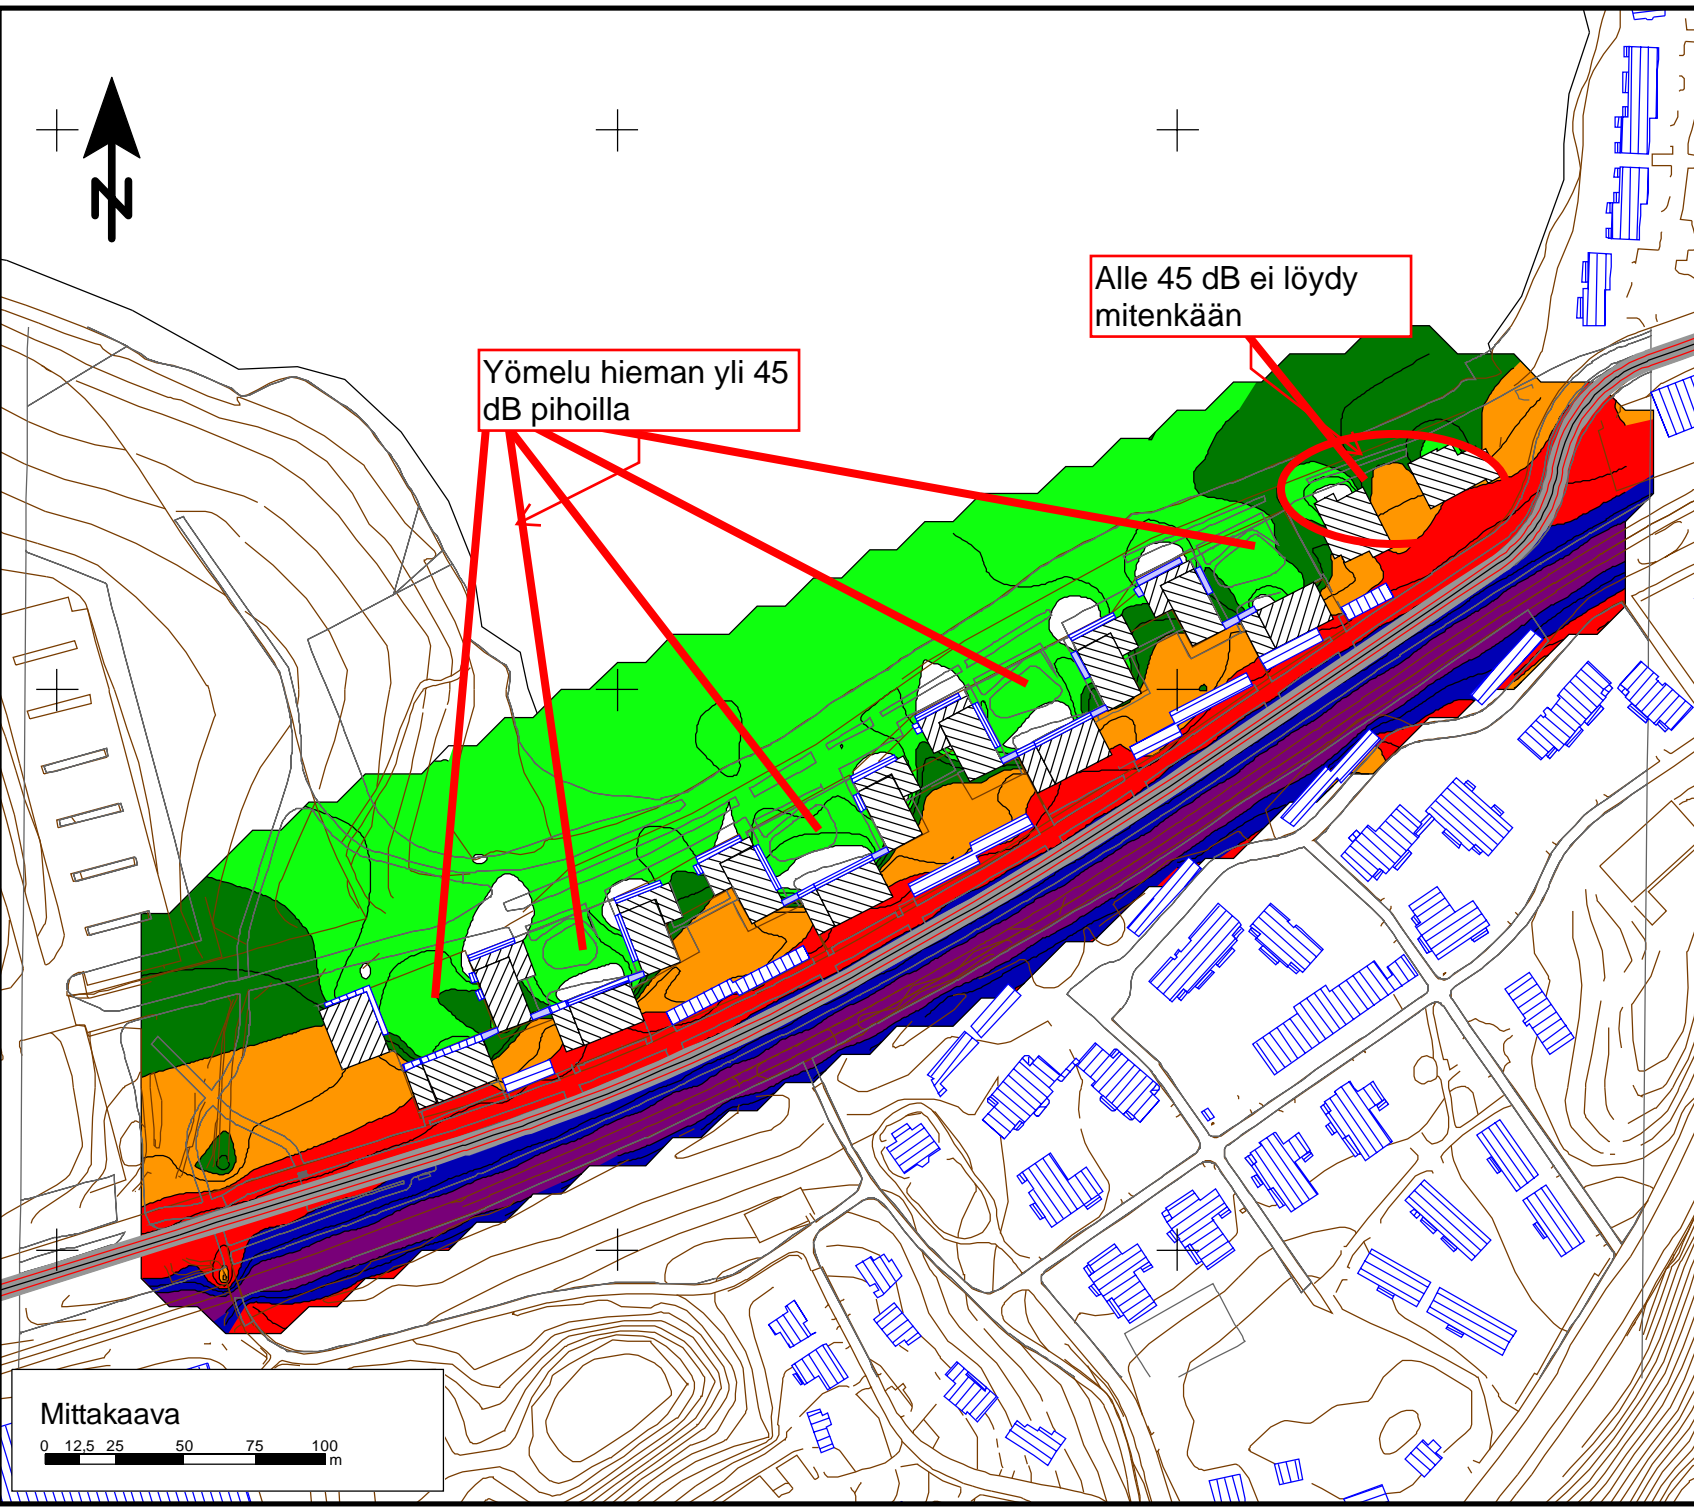 N
Alle 45 dB ei löydy
mitenkään
Yömelu hieman yli 45
dB pihoilla
Mittakaava
0 12,5 25 50 75 100
m